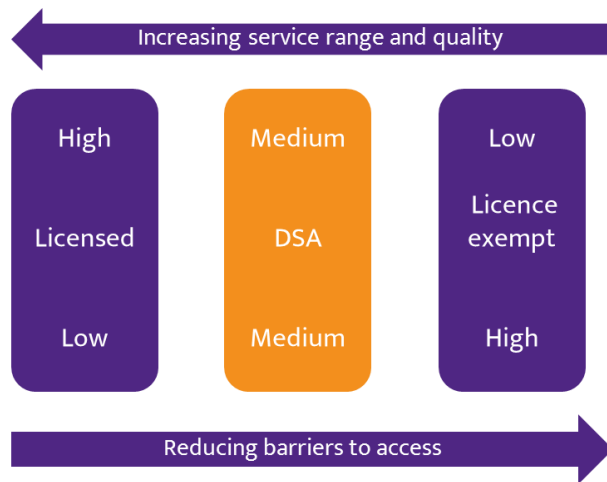 Increasing service range and quality
High
Medium
Low
Licensed
DSA
Licence
exempt
Low
Medium
High
Reducing barriers to access